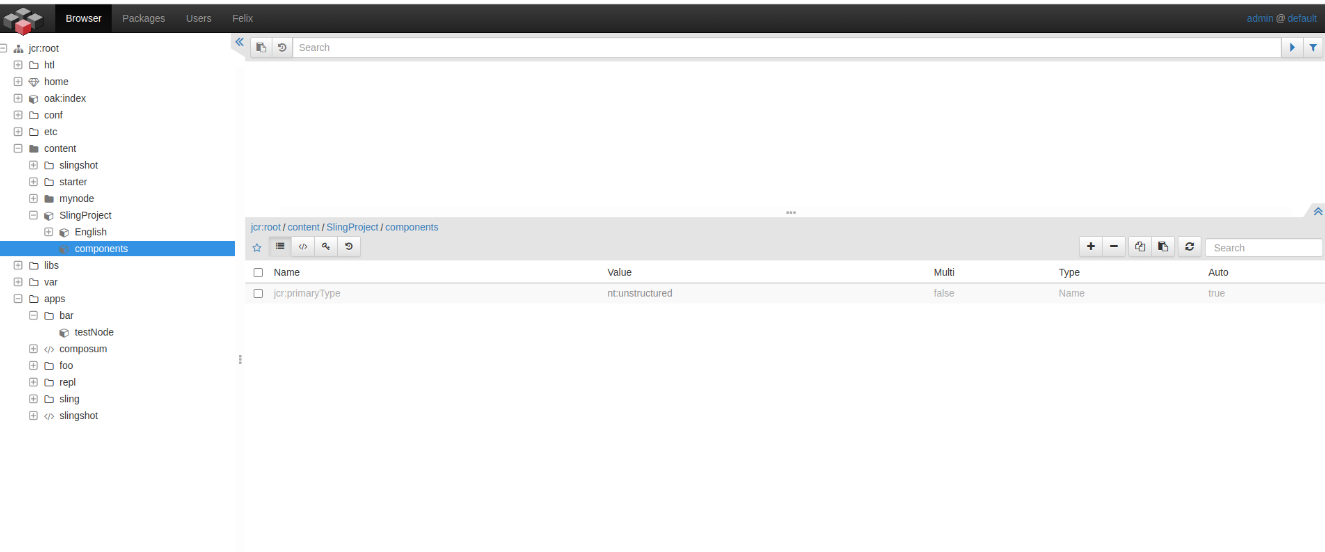 Browser Packages Users Felix admin @ default
jcr:root
htl
home
oak:index
conf
etc
content
slingshot
starter
mynode
SlingProject
English
components
libs
var
apps
bar
testNode
composum
foo
repl
sling
slingshot
Search
jcr:root / content / SlingProject / components
Search
Name Value Multi Type Auto
jcr:primaryType nt:unstructured false Name true